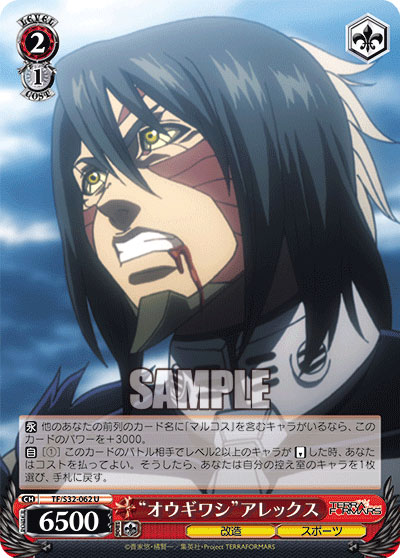 LEVEL
2
1
COST
SAMPLE
永 他のあなたの前列のカード名に「マルコス」を含むキャラがいるなら、こ
のカードのパワーを+3000。
自 [①] このカードのバトル相手でレベル2以上のキャラが した時、あなた
はコストを払ってよい。そうしたら、あなたは自分の控え室のキャラを1枚
選び、手札に戻す。
CH TF/S32-062 U
6500
“オウギワシ”アレックス
TERRA
FORMARS
改造
スポーツ
©貴家悠・橘賢一／集英社・Project TERRAFORMARS